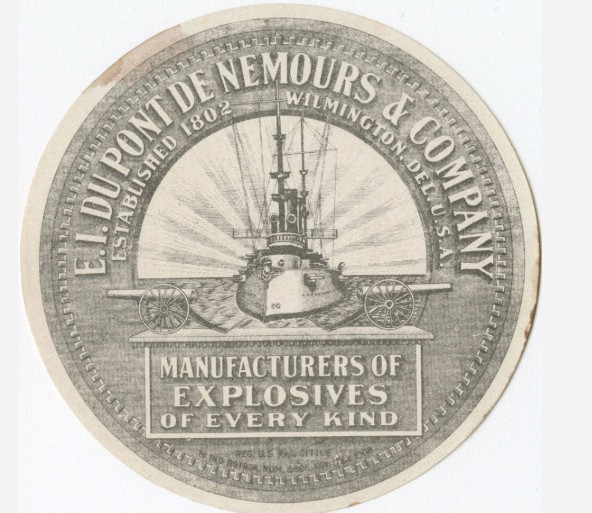 E. I. DU PONT DE NEMOURS & COMPANY
ESTABLISHED 1802 WILMINGTON, DEL. U.S.A.
MANUFACTURERS OF
EXPLOSIVES
OF EVERY KIND
REG. U.S. PAT. OFFICE